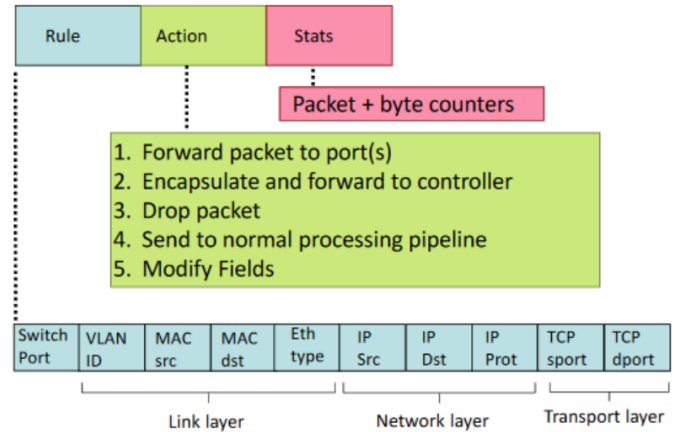 Rule Action Stats
Packet + byte counters
1. Forward packet to port(s)
2. Encapsulate and forward to controller
3. Drop packet
4. Send to normal processing pipeline
5. Modify Fields
Switch Port
VLAN ID
MAC src
MAC dst
Eth type
IP Src
IP Dst
IP Prot
TCP sport
TCP dport
Link layer
Network layer
Transport layer